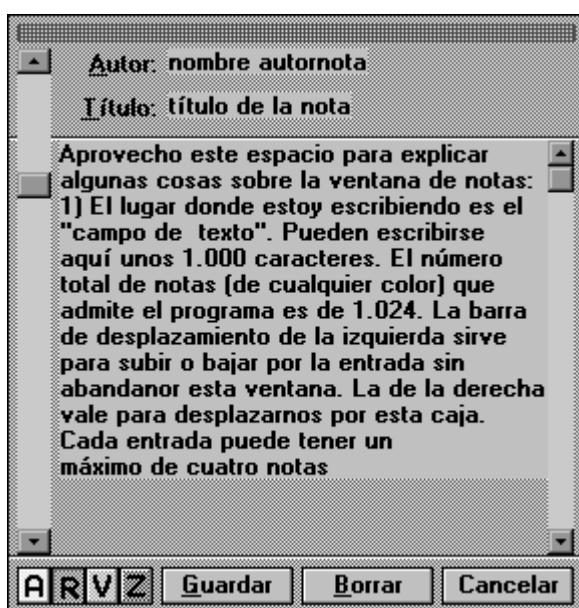 Autor: nombre autornota
Título: título de la nota
Aprovecho este espacio para explicar
algunas cosas sobre la ventana de notas:
1) El lugar donde estoy escribiendo es el
"campo de  texto". Pueden escribirse
aquí unos 1.000 caracteres. El número
total de notas (de cualquier color) que
admite el programa es de 1.024. La barra
de desplazamiento de la izquierda sirve
para subir o bajar por la entrada sin
abandanor esta ventana. La de la derecha
vale para desplazarnos por esta caja.
Cada entrada puede tener un
máximo de cuatro notas
A R V Z Guardar Borrar Cancelar